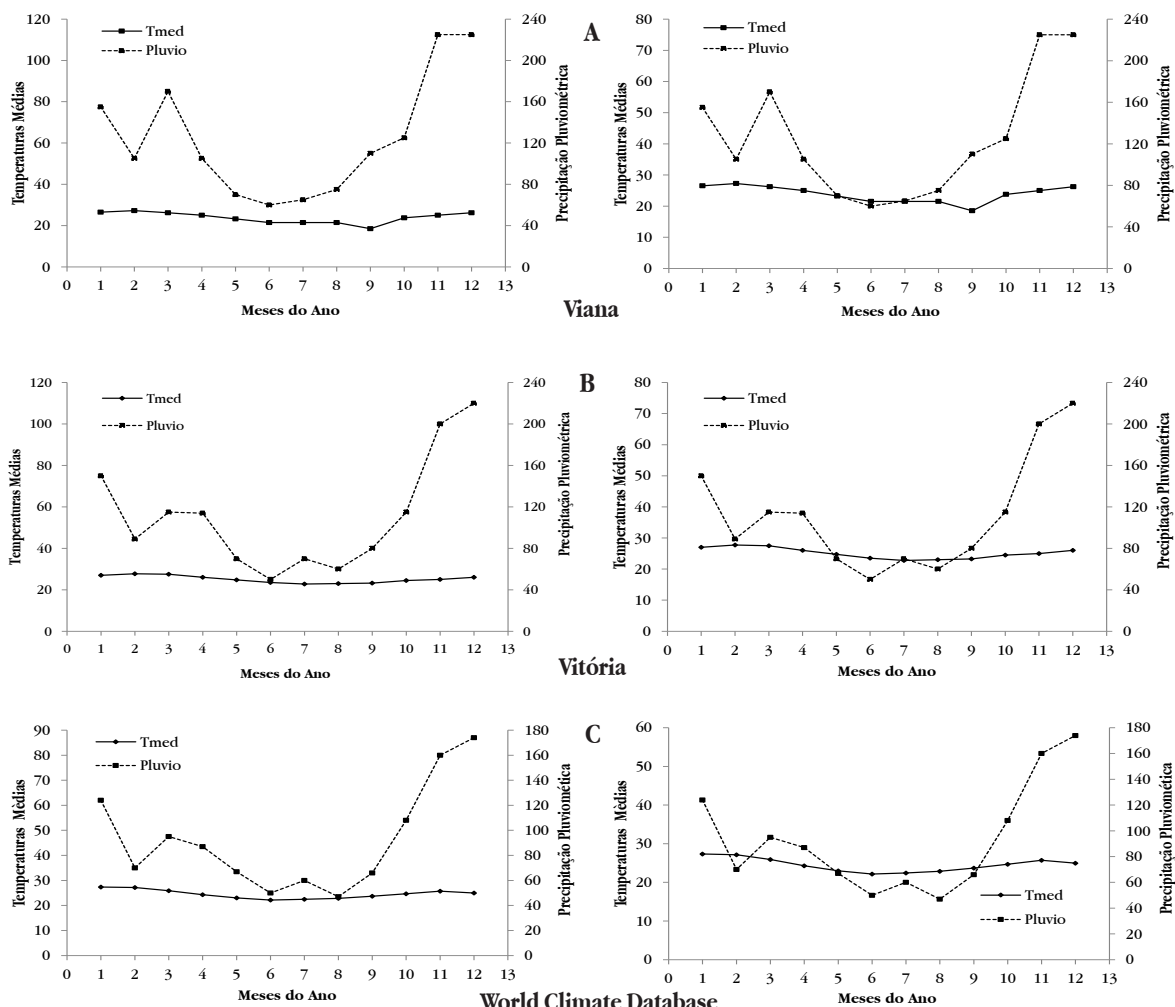 A
120
100
80
60
40
20
0
240
200
160
120
80
40
0
Tmed
Pluvio
Temperaturas Médias
Precipitação Pluviométrica
0 1 2 3 4 5 6 7 8 9 10 11 12 13
Meses do Ano
80
70
60
50
40
30
20
10
0
240
200
160
120
80
40
0
Tmed
Pluvio
Temperaturas Médias
Precipitação Pluviométrica
0 1 2 3 4 5 6 7 8 9 10 11 12 13
Meses do Ano
Viana
B
120
100
80
60
40
20
0
240
200
160
120
80
40
0
Tmed
Pluvio
Temperaturas Médias
Precipitação Pluviométrica
0 1 2 3 4 5 6 7 8 9 10 11 12 13
Meses do Ano
80
70
60
50
40
30
20
10
0
240
200
160
120
80
40
0
Tmed
Pluvio
Temperaturas Médias
Precipitação Pluviométrica
0 1 2 3 4 5 6 7 8 9 10 11 12 13
Meses do Ano
Vitória
C
90
80
70
60
50
40
30
20
10
0
180
160
140
120
100
80
60
40
20
0
Tmed
Pluvio
Temperaturas Mèdias
Precipitação Pluviomética
0 1 2 3 4 5 6 7 8 9 10 11 12 13
Meses do Ano
60
50
40
30
20
10
0
180
160
140
120
100
80
60
40
20
0
Tmed
Pluvio
Temperaturas Mèdias
Precipitação Pluviométrica
0 1 2 3 4 5 6 7 8 9 10 11 12 13
Meses do Ano
World Climate Database